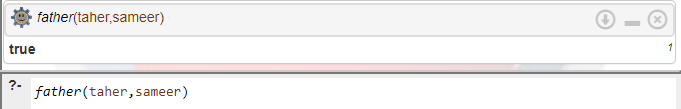 father(taher,sameer)
true
1
?- father(taher,sameer)